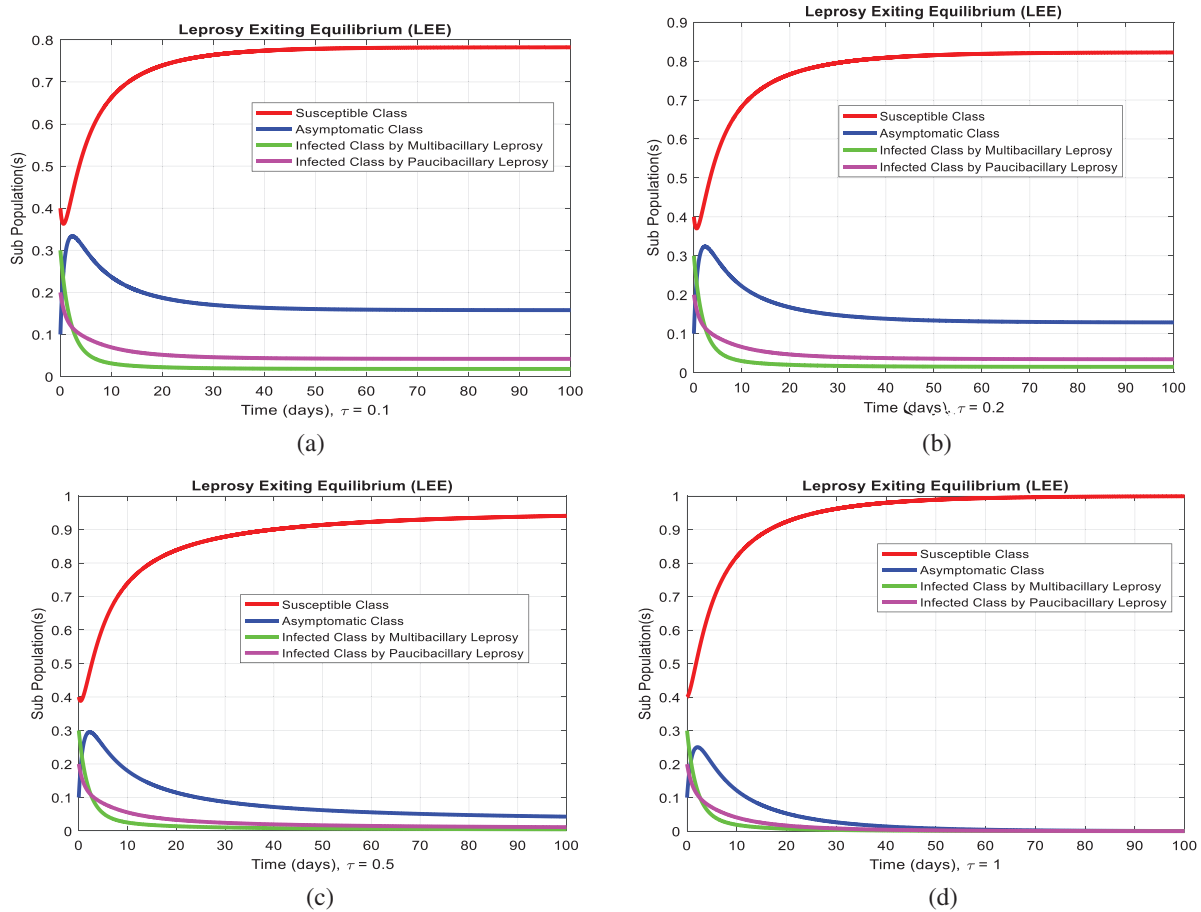 Leprosy Exiting Equilibrium (LEE)
0.8
0.7
0.6
0.5
0.4
0.3
0.2
0.1
0
Sub Population(s)
Susceptible Class
Asymptomatic Class
Infected Class by Multibacillary Leprosy
Infected Class by Paucibacillary Leprosy
0 10 20 30 40 50 60 70 80 90 100
Time (days), τ = 0.1
(a)
Leprosy Exiting Equilibrium (LEE)
0.9
0.8
0.7
0.6
0.5
0.4
0.3
0.2
0.1
0
Sub Population(s)
Susceptible Class
Asymptomatic Class
Infected Class by Multibacillary Leprosy
Infected Class by Paucibacillary Leprosy
0 10 20 30 40 50 60 70 80 90 100
Time (days), τ = 0.2
(b)
Leprosy Exiting Equilibrium (LEE)
1
0.9
0.8
0.7
0.6
0.5
0.4
0.3
0.2
0.1
0
Sub Population(s)
Susceptible Class
Asymptomatic Class
Infected Class by Multibacillary Leprosy
Infected Class by Paucibacillary Leprosy
0 10 20 30 40 50 60 70 80 90 100
Time (days), τ = 0.5
(c)
Leprosy Exiting Equilibrium (LEE)
1
0.9
0.8
0.7
0.6
0.5
0.4
0.3
0.2
0.1
0
Sub Population(s)
Susceptible Class
Asymptomatic Class
Infected Class by Multibacillary Leprosy
Infected Class by Paucibacillary Leprosy
0 10 20 30 40 50 60 70 80 90 100
Time (days), τ = 1
(d)